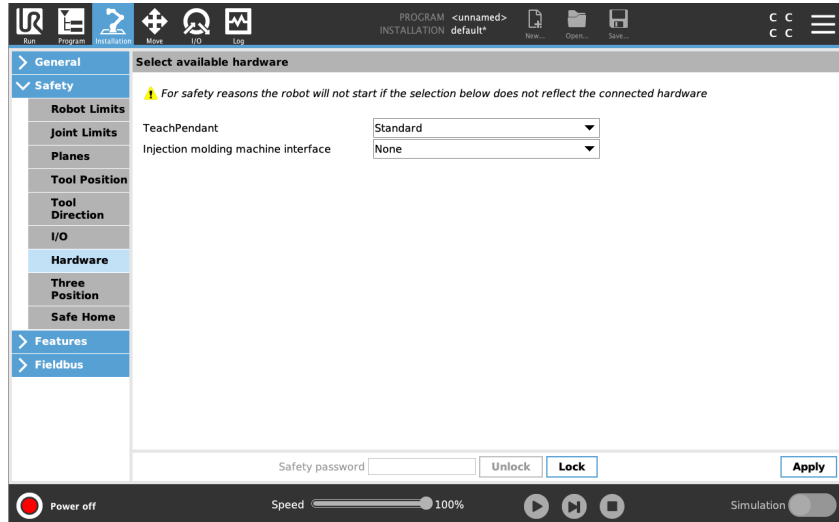 UR
PROGRAM <unnamed>
INSTALLATION default*
C C
C C
Run Program Installation Move I/O Log New... Open... Save...
General
Safety
Robot Limits
Joint Limits
Planes
Tool Position
Tool
Direction
I/O
Hardware
Three
Position
Safe Home
Features
Fieldbus
Select available hardware
For safety reasons the robot will not start if the selection below does not reflect the connected hardware
TeachPendant Standard
Injection molding machine interface None
Safety password Unlock Lock Apply
Power off Speed 100% Simulation